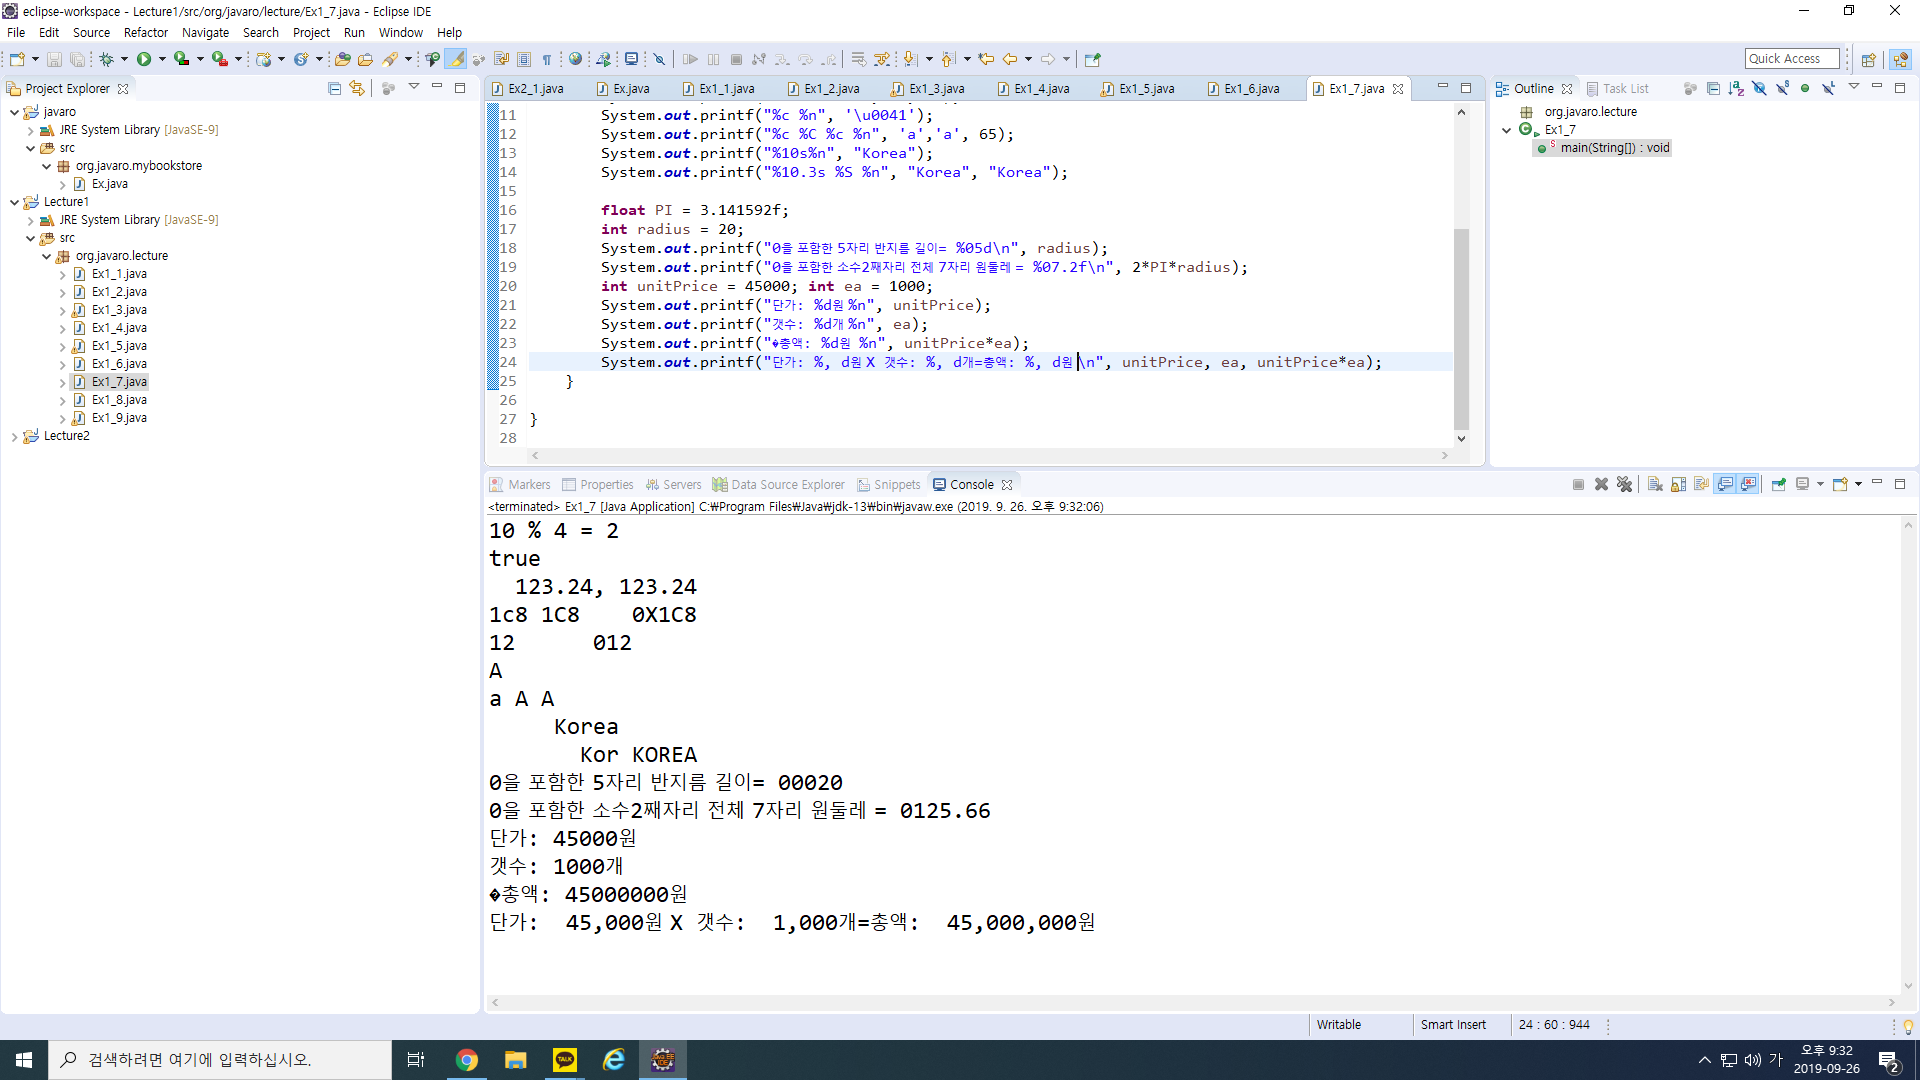 eclipse-workspace - Lecture1/src/org/javaro/lecture/Ex1_7.java - Eclipse IDE
File Edit Source Refactor Navigate Search Project Run Window Help
Quick Access
Project Explorer
javaro
JRE System Library [JavaSE-9]
src
org.javaro.mybookstore
Ex.java
Lecture1
JRE System Library [JavaSE-9]
src
org.javaro.lecture
Ex1_1.java
Ex1_2.java
Ex1_3.java
Ex1_4.java
Ex1_5.java
Ex1_6.java
Ex1_7.java
Ex1_8.java
Ex1_9.java
Lecture2
Ex2_1.java Ex.java Ex1_1.java Ex1_2.java Ex1_3.java Ex1_4.java Ex1_5.java Ex1_6.java Ex1_7.java
11 System.out.printf("%c %n", '\u0041');
12 System.out.printf("%c %C %c %n", 'a','a', 65);
13 System.out.printf("%10s%n", "Korea");
14 System.out.printf("%10.3s %S %n", "Korea", "Korea");
15
16 float PI = 3.141592f;
17 int radius = 20;
18 System.out.printf("0을 포함한 5자리 반지름 길이= %05d\n", radius);
19 System.out.printf("0을 포함한 소수2째자리 전체 7자리 원둘레 = %07.2f\n", 2*PI*radius);
20 int unitPrice = 45000; int ea = 1000;
21 System.out.printf("단가: %d원 %n", unitPrice);
22 System.out.printf("갯수: %d개 %n", ea);
23 System.out.printf("�총액: %d원 %n", unitPrice*ea);
24 System.out.printf("단가: %, d원 X 갯수: %, d개=총액: %, d원 \n", unitPrice, ea, unitPrice*ea);
25 }
26
27 }
28
Outline Task List
org.javaro.lecture
Ex1_7
main(String[]) : void
Markers Properties Servers Data Source Explorer Snippets Console
<terminated> Ex1_7 [Java Application] C:₩Program Files₩Java₩jdk-13₩bin₩javaw.exe (2019. 9. 26. 오후 9:32:06)
10 % 4 = 2
true
123.24, 123.24
1c8 1C8 0X1C8
12 012
A
a A A
Korea
Kor KOREA
0을 포함한 5자리 반지름 길이= 00020
0을 포함한 소수2째자리 전체 7자리 원둘레 = 0125.66
단가: 45000원
갯수: 1000개
�총액: 45000000원
단가: 45,000원 X 갯수: 1,000개=총액: 45,000,000원
Writable Smart Insert 24 : 60 : 944
검색하려면 여기에 입력하십시오.
TALK
가
오후 9:32
2019-09-26
2